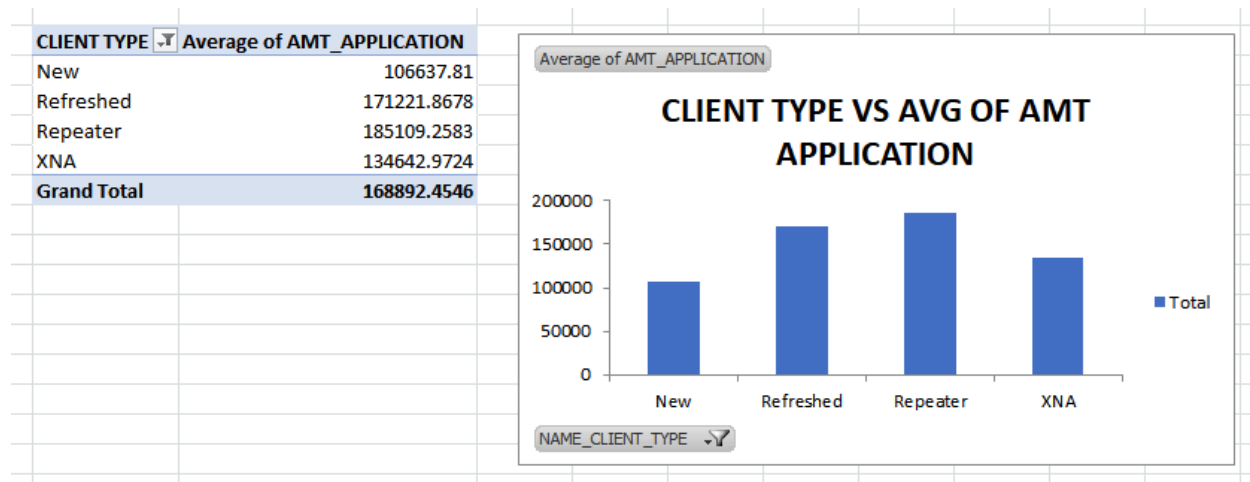 CLIENT TYPE Average of AMT_APPLICATION
New 106637.81
Refreshed 171221.8678
Repeater 185109.2583
XNA 134642.9724
Grand Total 168892.4546
Average of AMT_APPLICATION
CLIENT TYPE VS AVG OF AMT
APPLICATION
200000
150000
100000
50000
0
New Refreshed Repeater XNA
Total
NAME_CLIENT_TYPE